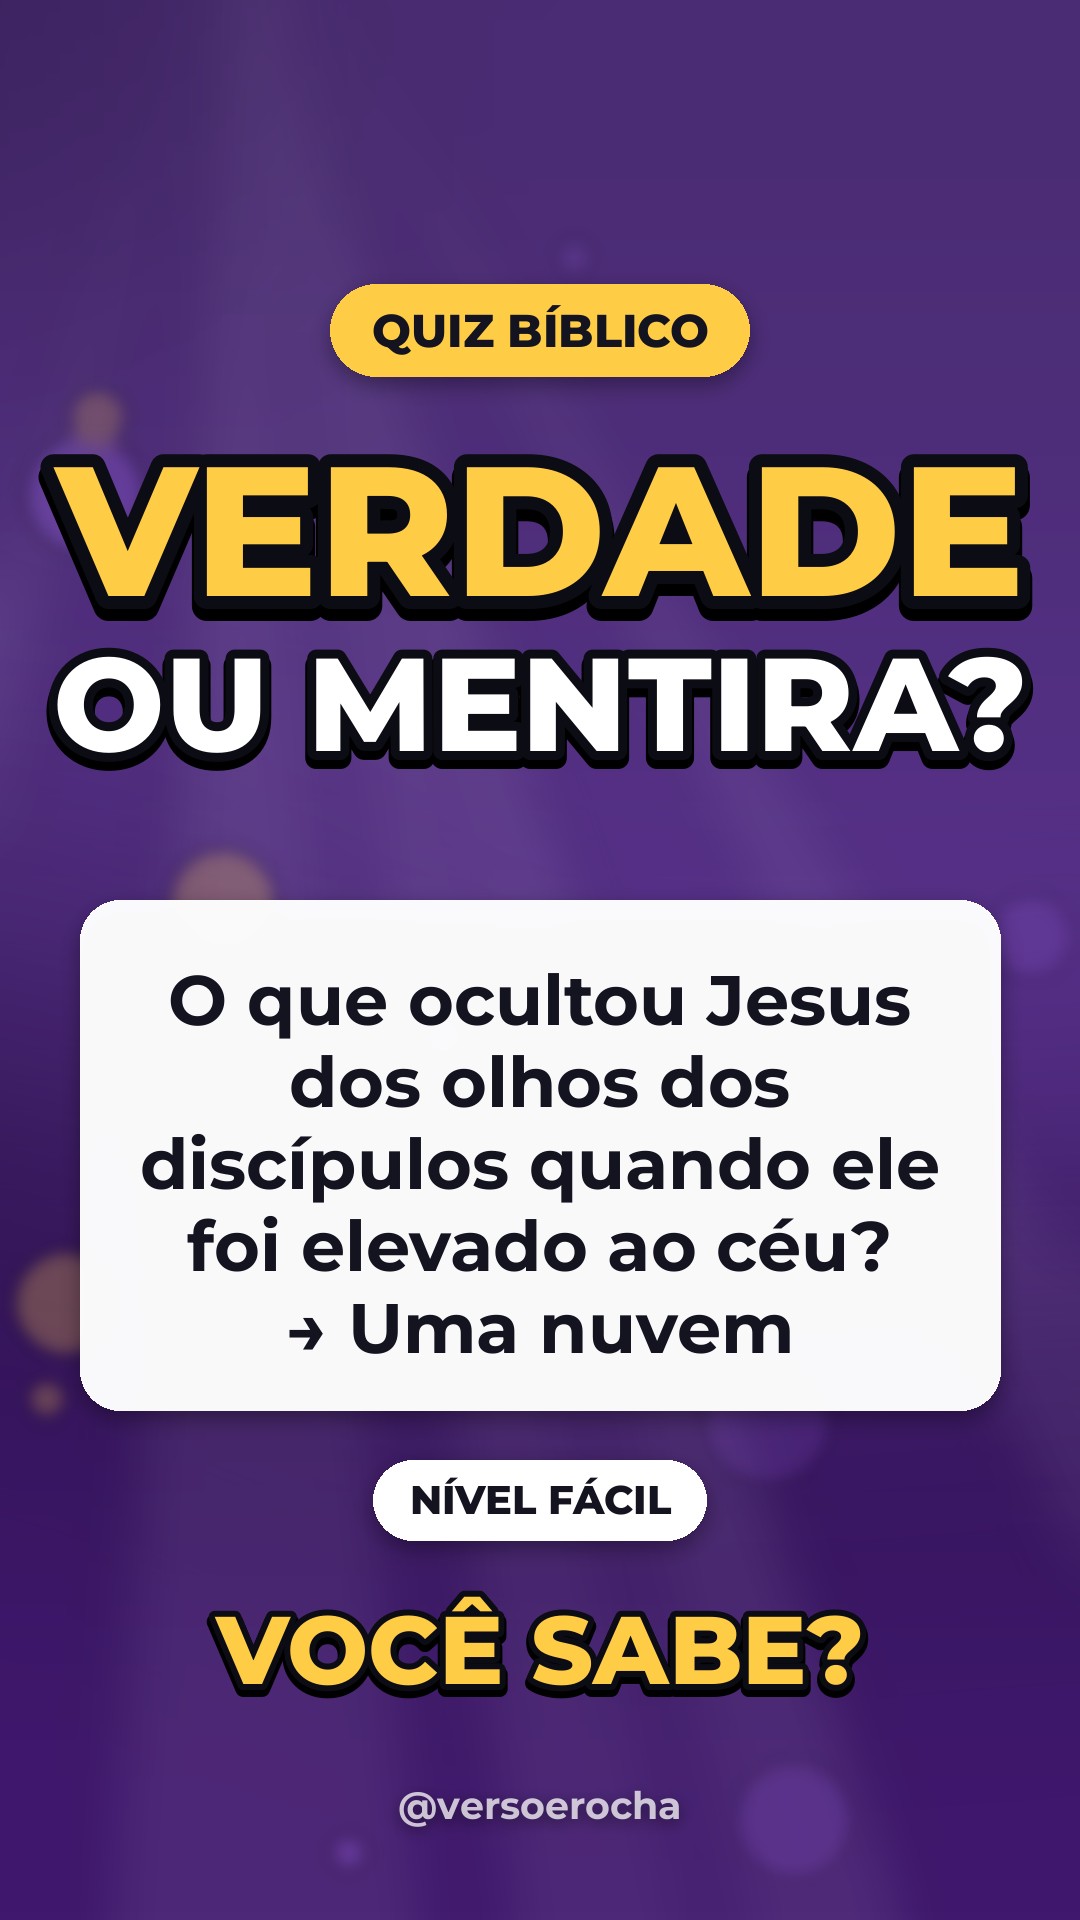 QUIZ BÍBLICO
VERDADE
OU MENTIRA?
O que ocultou Jesus
dos olhos dos
discípulos quando ele
foi elevado ao céu?
→ Uma nuvem
NÍVEL FÁCIL
VOCÊ SABE?
@versoerocha